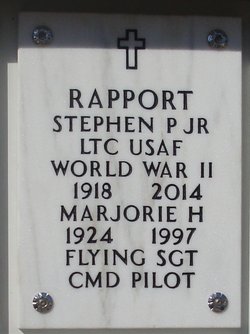 RAPPORT
STEPHEN P JR
LTC USAF
WORLD WAR II
1918 2014
MARJORIE H
1924 1997
FLYING SGT
CMD PILOT